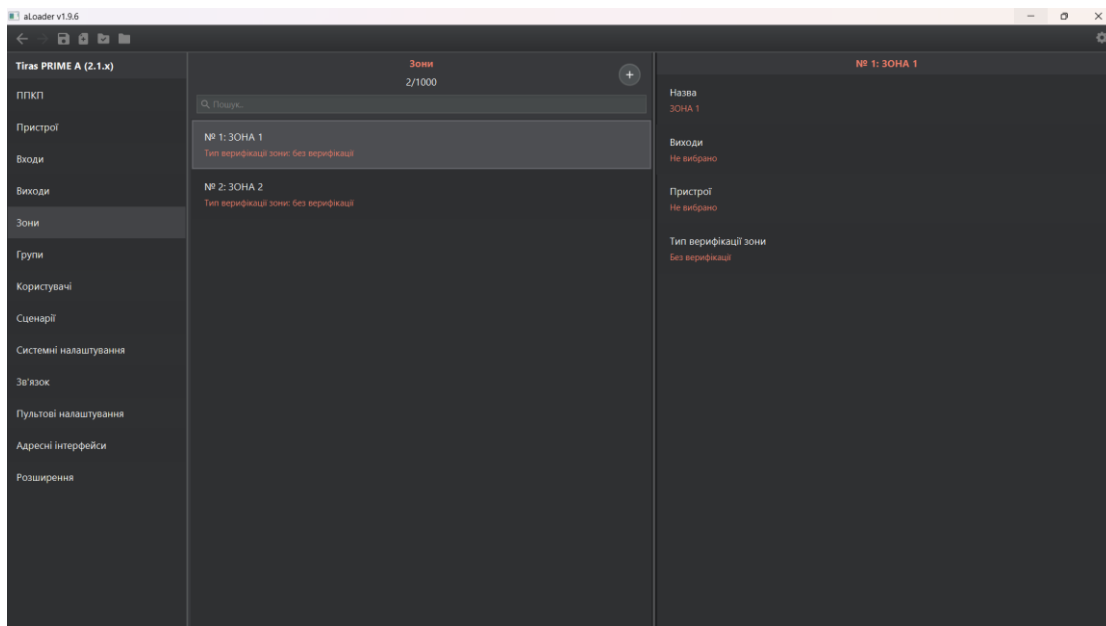 aLoader v1.9.6
Tiras PRIME A (2.1.x)
ППКП
Пристрої
Входи
Виходи
Зони
Групи
Користувачі
Сценарії
Системні налаштування
Зв'язок
Пультові налаштування
Адресні інтерфейси
Розширення
Зони
2/1000
Пошук..
№ 1: ЗОНА 1
Тип верифікації зони: без верифікації
№ 2: ЗОНА 2
Тип верифікації зони: без верифікації
№ 1: ЗОНА 1
Назва
ЗОНА 1
Виходи
Не вибрано
Пристрої
Не вибрано
Тип верифікації зони
Без верифікації